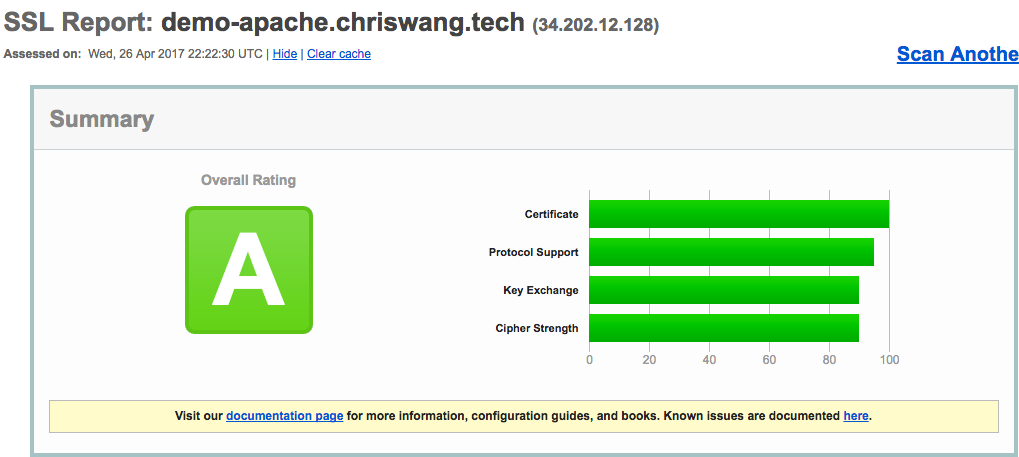 SSL Report: demo-apache.chriswang.tech (34.202.12.128)
Assessed on: Wed, 26 Apr 2017 22:22:30 UTC | Hide | Clear cache
Scan Anothe
Summary
Overall Rating
A
Certificate
Protocol Support
Key Exchange
Cipher Strength
0 20 40 60 80 100
Visit our documentation page for more information, configuration guides, and books. Known issues are documented here.